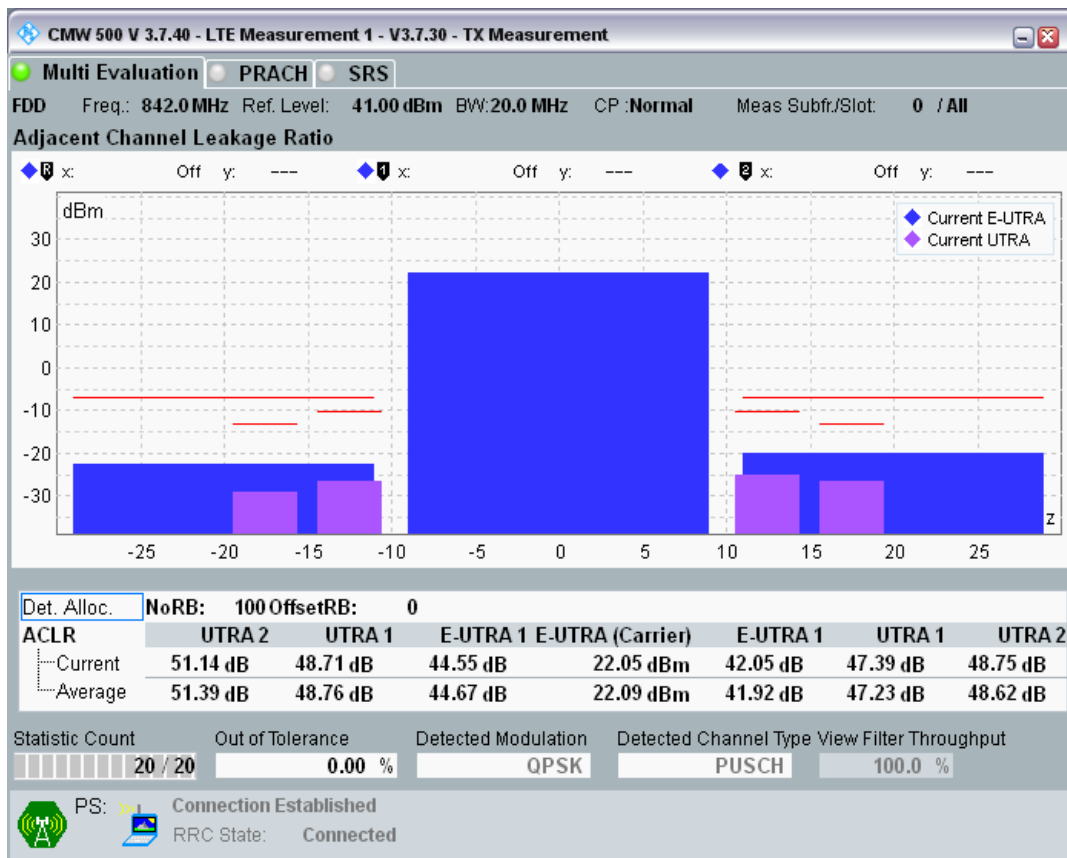 CMW 500 V 3.7.40 - LTE Measurement 1 - V3.7.30 - TX Measurement
Multi Evaluation PRACH SRS
FDD Freq.: 842.0 MHz Ref. Level: 41.00 dBm BW:20.0 MHz CP :Normal Meas Subfr./Slot: 0 / All
Adjacent Channel Leakage Ratio
R x: Off y: --- 1 x: Off y: --- 2 x: Off y: ---
dBm
Current E-UTRA
Current UTRA
30
20
10
0
-10
-20
-30
z
-25 -20 -15 -10 -5 0 5 10 15 20 25
Det. Alloc. NoRB: 100 OffsetRB: 0
ACLR UTRA 2 UTRA 1 E-UTRA 1 E-UTRA (Carrier) E-UTRA 1 UTRA 1 UTRA 2
Current 51.14 dB 48.71 dB 44.55 dB 22.05 dBm 42.05 dB 47.39 dB 48.75 dB
Average 51.39 dB 48.76 dB 44.67 dB 22.09 dBm 41.92 dB 47.23 dB 48.62 dB
Statistic Count Out of Tolerance Detected Modulation Detected Channel Type View Filter Throughput
20 / 20 0.00 % QPSK PUSCH 100.0 %
PS: Connection Established
RRC State: Connected